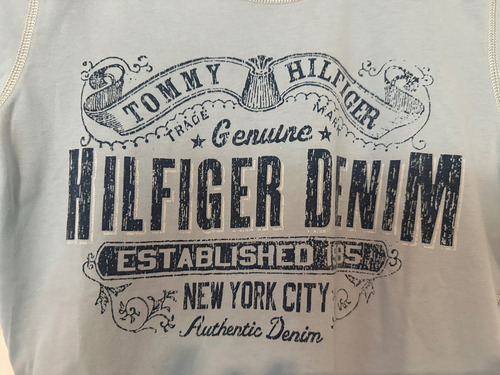 TOMMY HILFIGER
TRADE MARK
Genuine
HILFIGER DENIM
ESTABLISHED 1985
NEW YORK CITY
Authentic Denim